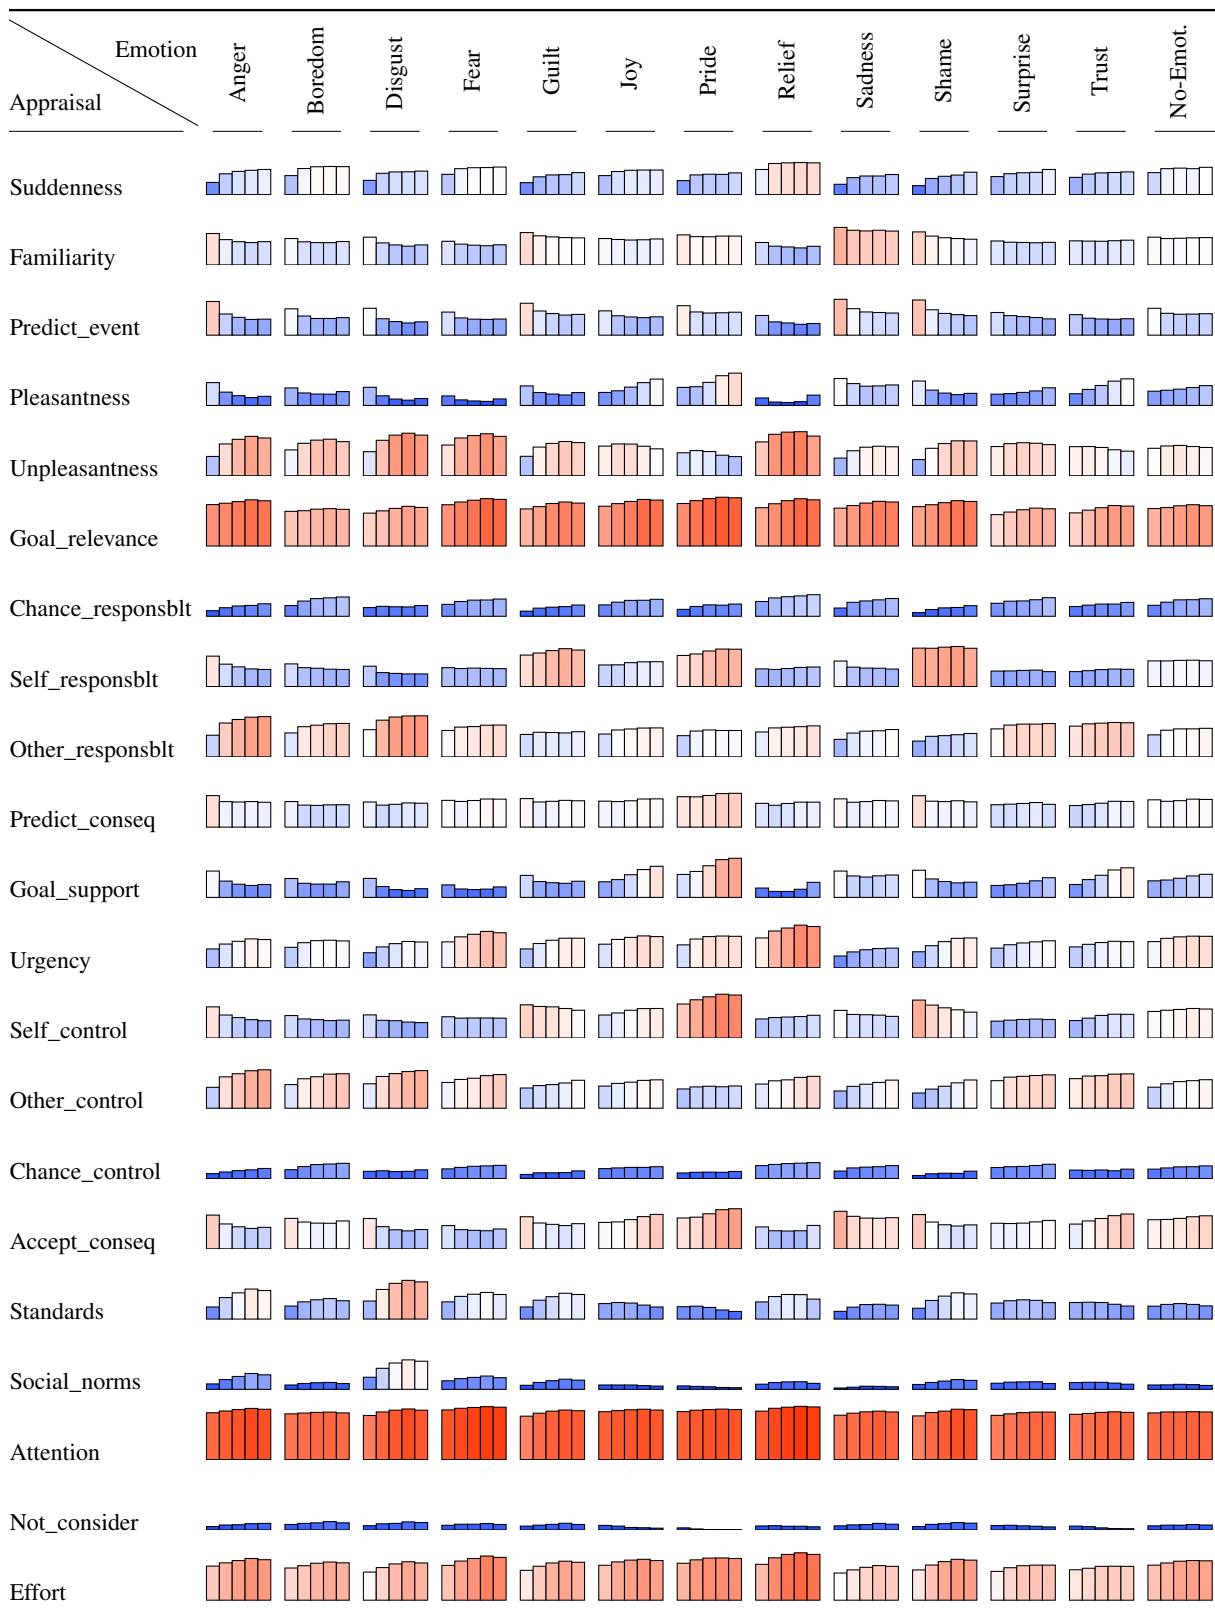 Emotion
Appraisal
Anger Boredom Disgust Fear Guilt Joy Pride Relief Sadness Shame Surprise Trust No-Emot.
Suddenness
Familiarity
Predict_event
Pleasantness
Unpleasantness
Goal_relevance
Chance_responsblt
Self_responsblt
Other_responsblt
Predict_conseq
Goal_support
Urgency
Self_control
Other_control
Chance_control
Accept_conseq
Standards
Social_norms
Attention
Not_consider
Effort